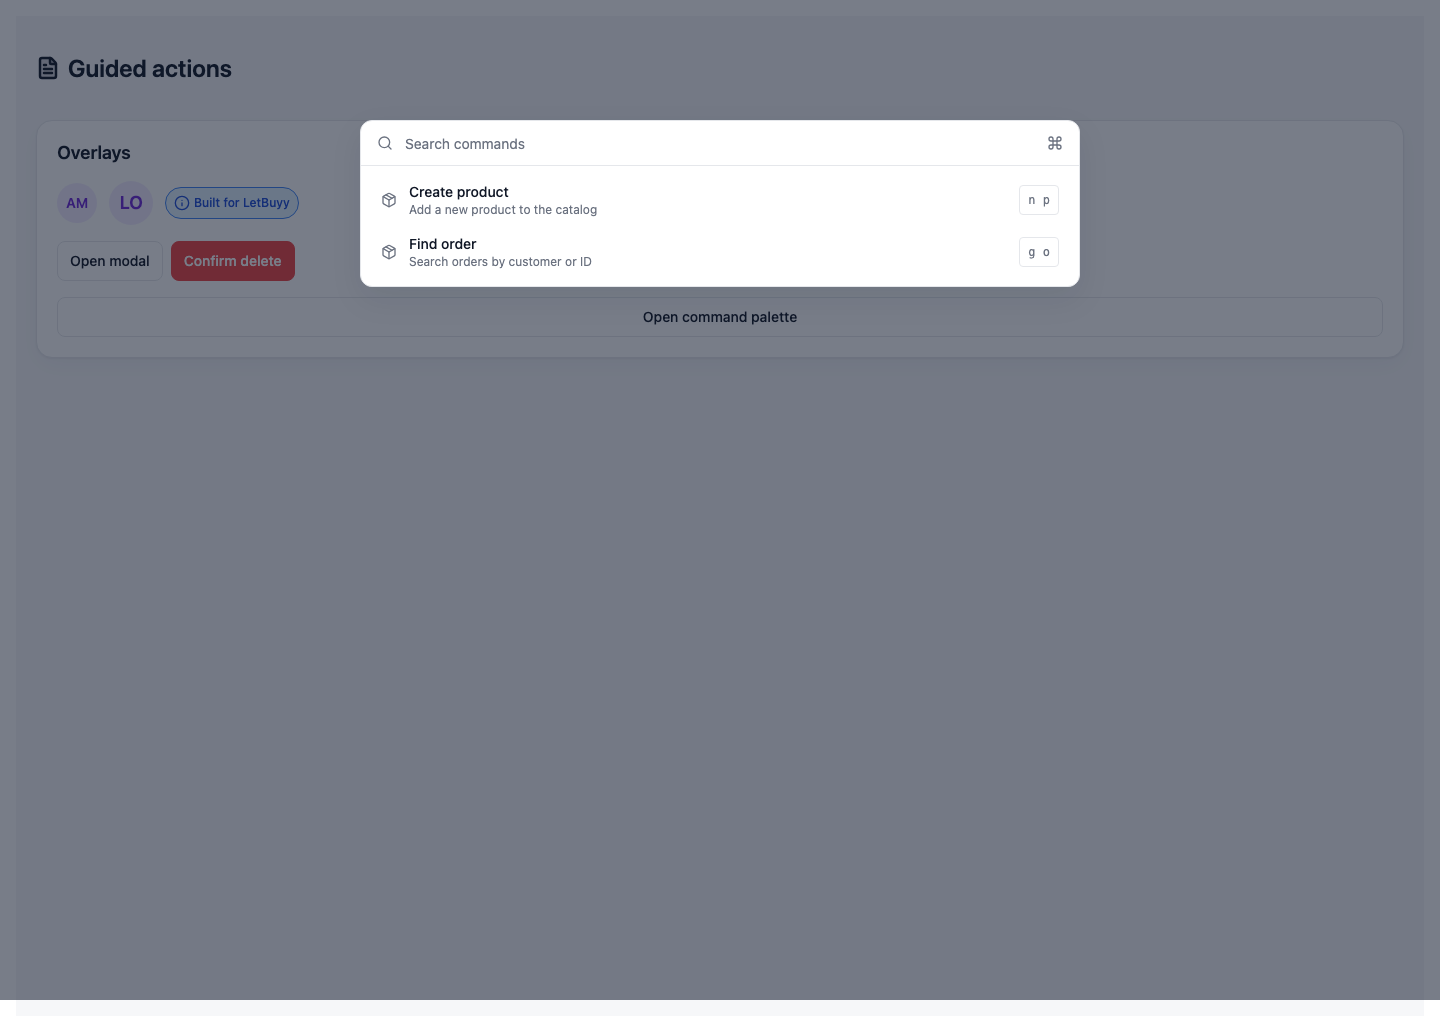 Guided actions
Overlays
AM
LO
Built for LetBuyy
Open modal
Confirm delete
Open command palette
Search commands
⌘
Create product
Add a new product to the catalog
n p
Find order
Search orders by customer or ID
g o